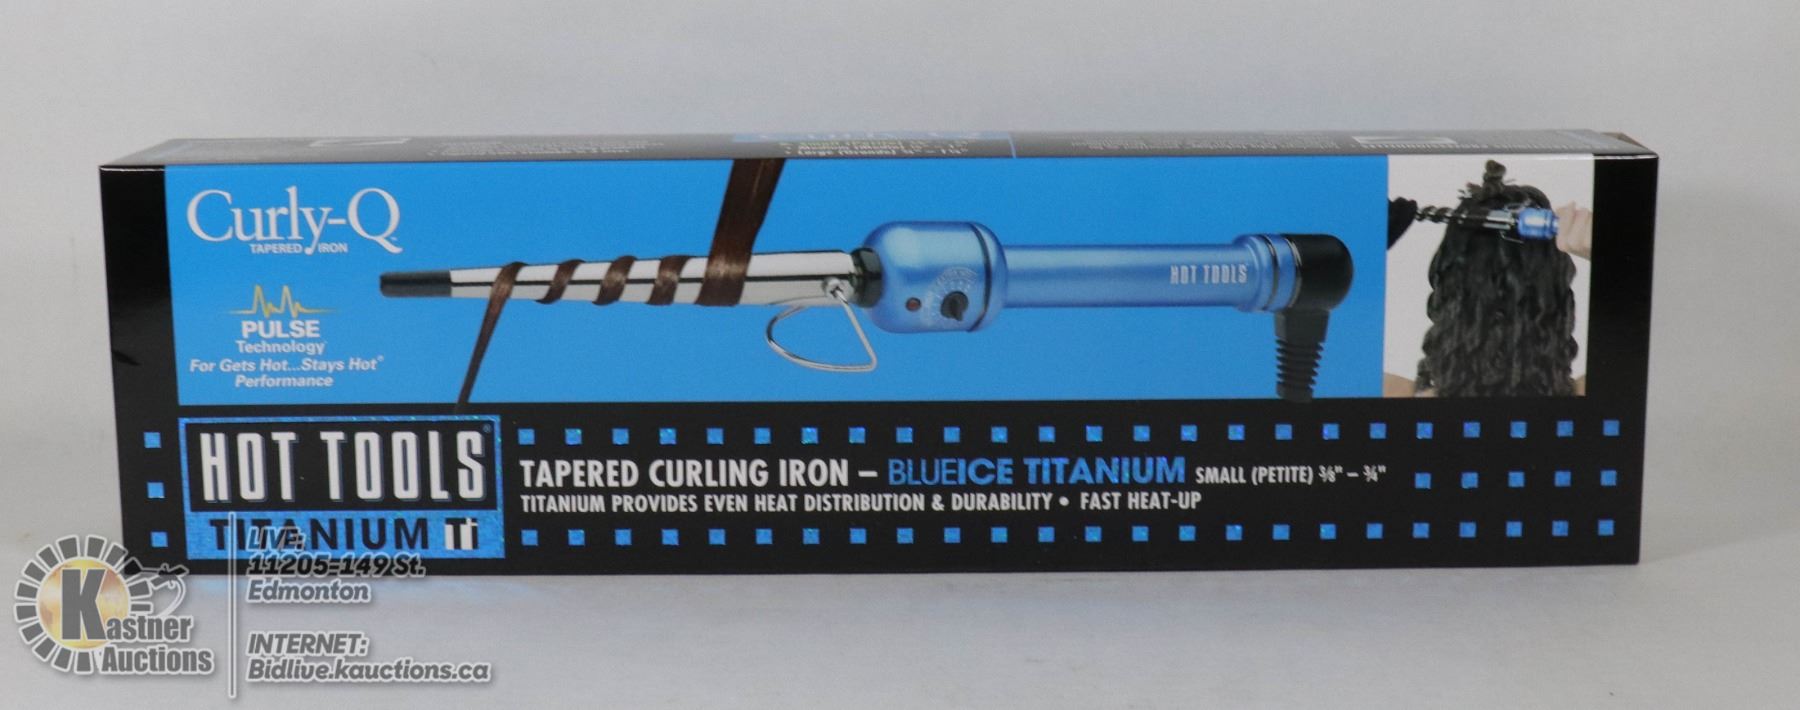 Curly-Q
TAPERED IRON
PULSE
Technology
For Gets Hot...Stays Hot®
Performance
HOT TOOLS
HOT TOOLS®
TITANIUM Ti
TAPERED CURLING IRON – BLUEICE TITANIUM SMALL (PETITE) ⅜" – ¾"
TITANIUM PROVIDES EVEN HEAT DISTRIBUTION & DURABILITY • FAST HEAT-UP
Kastner
Auctions
LIVE:
11205-149 St.
Edmonton
INTERNET:
Bidlive.kauctions.ca